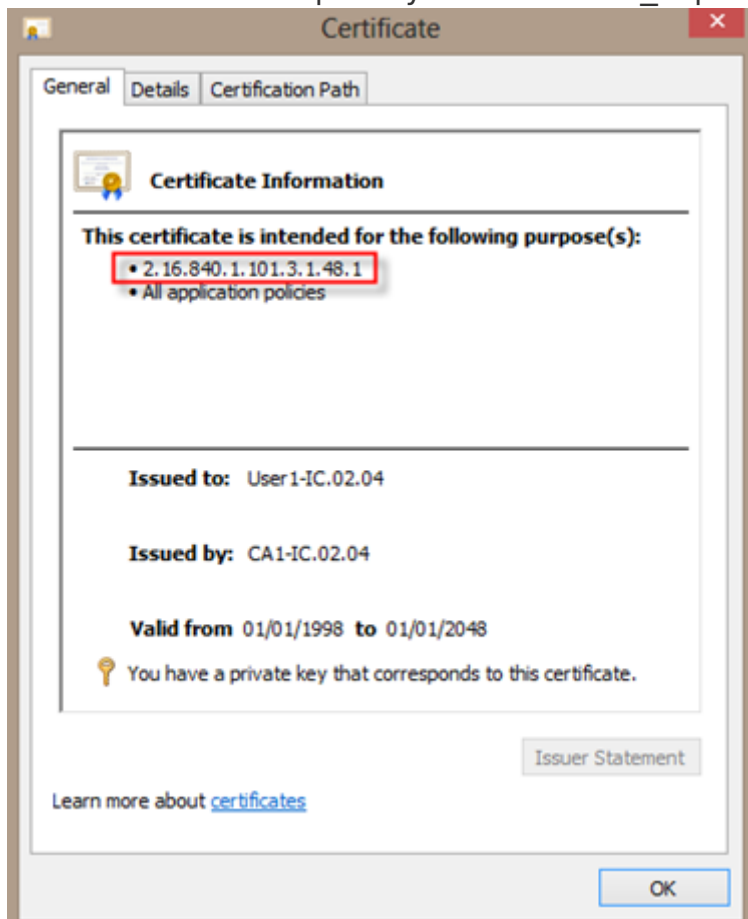 Certificate
General Details Certification Path
Certificate Information
This certificate is intended for the following purpose(s):
• 2.16.840.1.101.3.1.48.1
• All application policies
Issued to: User1-IC.02.04
Issued by: CA1-IC.02.04
Valid from 01/01/1998 to 01/01/2048
You have a private key that corresponds to this certificate.
Issuer Statement
Learn more about certificates
OK